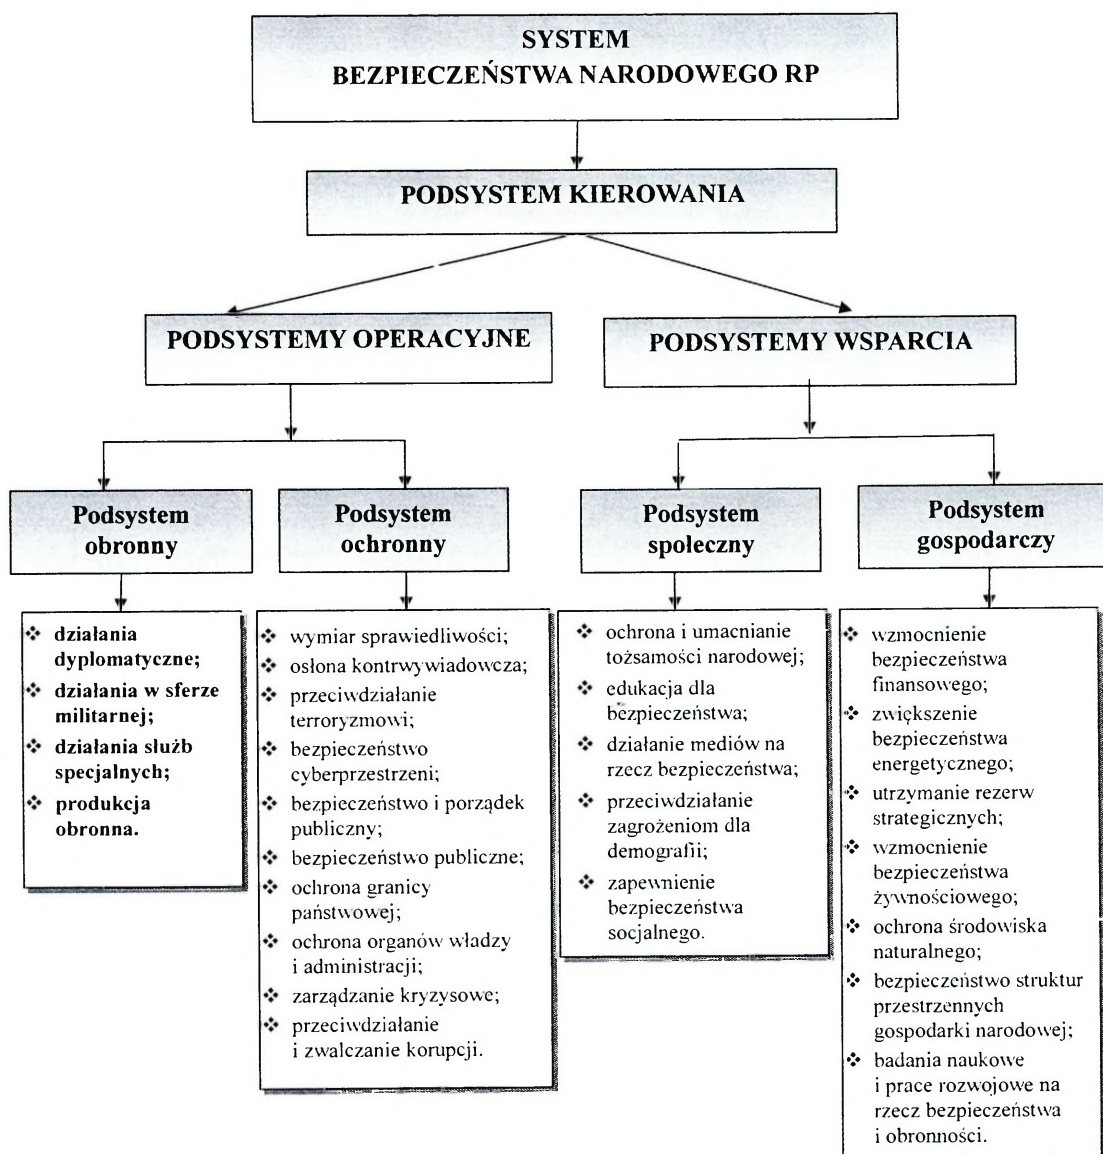 SYSTEM
BEZPIECZEŃSTWA NARODOWEGO RP
PODSYSTEM KIEROWANIA
PODSYSTEMY OPERACYJNE
PODSYSTEMY WSPARCIA
Podsystem
obronny
Podsystem
ochronny
Podsystem
społeczny
Podsystem
gospodarczy
❖ działania
dyplomatyczne;
❖ działania w sferze
militarnej;
❖ działania służb
specjalnych;
❖ produkcja
obronna.
❖ wymiar sprawiedliwości;
❖ osłona kontrwywiadowcza;
❖ przeciwdziałanie
terroryzmowi;
❖ bezpieczeństwo
cyberprzestrzeni;
❖ bezpieczeństwo i porządek
publiczny;
❖ bezpieczeństwo publiczne;
❖ ochrona granicy
państwowej;
❖ ochrona organów władzy
i administracji;
❖ zarządzanie kryzysowe;
❖ przeciwdziałanie
i zwalczanie korupcji.
❖ ochrona i umacnianie
tożsamości narodowej;
❖ edukacja dla
bezpieczeństwa;
❖ działanie mediów na
rzecz bezpieczeństwa;
❖ przeciwdziałanie
zagrożeniom dla
demografii;
❖ zapewnienie
bezpieczeństwa
socjalnego.
❖ wzmocnienie
bezpieczeństwa
finansowego;
❖ zwiększenie
bezpieczeństwa
energetycznego;
❖ utrzymanie rezerw
strategicznych;
❖ wzmocnienie
bezpieczeństwa
żywnościowego;
❖ ochrona środowiska
naturalnego;
❖ bezpieczeństwo struktur
przestrzennych
gospodarki narodowej;
❖ badania naukowe
i prace rozwojowe na
rzecz bezpieczeństwa
i obronności.